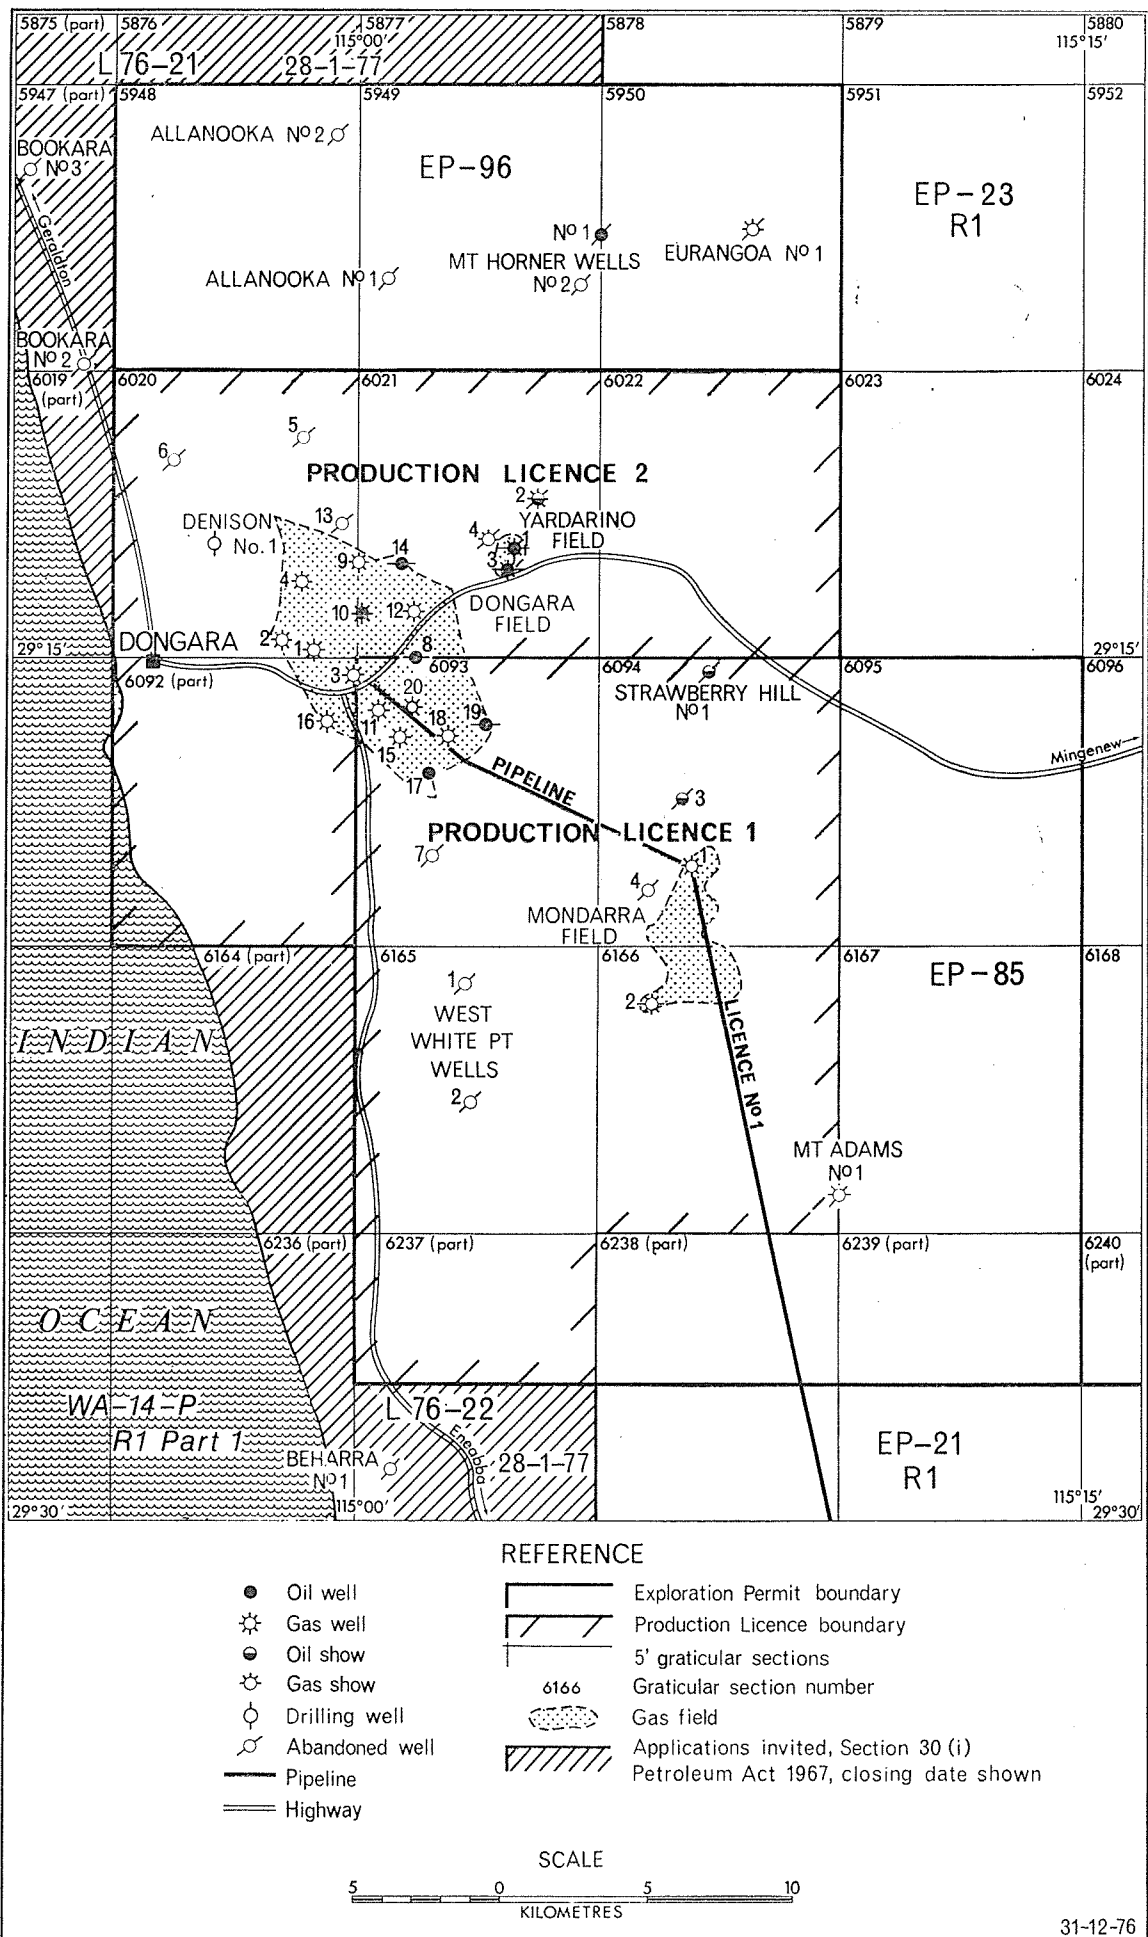 5875 (part)
5876
5877
5878
5879
5880
115°00'
115°15'
L 76-21
28-1-77
5947 (part)
5948
5949
5950
5951
5952
ALLANOOKA Nº 2
BOOKARA
Nº 3
EP-96
EP-23
R1
Geraldton
Nº 1
MT HORNER WELLS
Nº 2
EURANGOA Nº 1
ALLANOOKA Nº 1
BOOKARA
Nº 2
6019
(part)
6020
6021
6022
6023
6024
5
6
PRODUCTION LICENCE 2
2
YARDARINO
FIELD
13
DENISON
No. 1
4
1
3
9
14
4
10
12
DONGARA
FIELD
2
1
8
DONGARA
29°15'
29°15'
6092 (part)
6093
6094
6095
6096
3
STRAWBERRY HILL
Nº 1
20
11
18
19
16
15
17
Mingenew
PIPELINE
3
PRODUCTION LICENCE 1
7
1
4
MONDARRA
FIELD
6164 (part)
6165
6166
6167
6168
EP-85
1
WEST
WHITE PT
WELLS
2
2
LICENCE Nº 1
INDIAN
MT ADAMS
Nº 1
6236 (part)
6237 (part)
6238 (part)
6239 (part)
6240
(part)
OCEAN
WA-14-P
R1 Part 1
L 76-22
28-1-77
Eneabba
BEHARRA
Nº 1
EP-21
R1
29°30'
115°00'
115°15'
29°30'
REFERENCE
Oil well
Gas well
Oil show
Gas show
Drilling well
Abandoned well
Pipeline
Highway
Exploration Permit boundary
Production Licence boundary
5' graticular sections
6166 Graticular section number
Gas field
Applications invited, Section 30 (i)
Petroleum Act 1967, closing date shown
SCALE
5 0 5 10
KILOMETRES
31-12-76